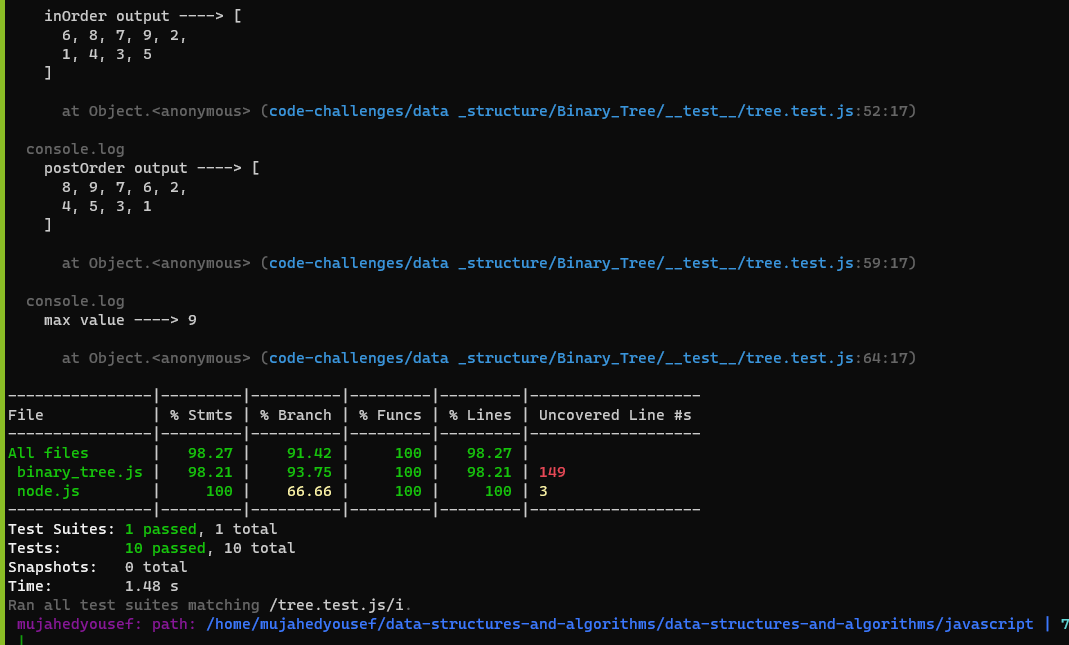 inOrder output ----> [
6, 8, 7, 9, 2,
1, 4, 3, 5
]
at Object.<anonymous> (code-challenges/data _structure/Binary_Tree/__test__/tree.test.js:52:17)
console.log
postOrder output ----> [
8, 9, 7, 6, 2,
4, 5, 3, 1
]
at Object.<anonymous> (code-challenges/data _structure/Binary_Tree/__test__/tree.test.js:59:17)
console.log
max value ----> 9
at Object.<anonymous> (code-challenges/data _structure/Binary_Tree/__test__/tree.test.js:64:17)
----------------|---------|----------|---------|---------|-------------------
File            | % Stmts | % Branch | % Funcs | % Lines | Uncovered Line #s
----------------|---------|----------|---------|---------|-------------------
All files       |   98.27 |    91.42 |     100 |   98.27 |
 binary_tree.js |   98.21 |    93.75 |     100 |   98.21 | 149
 node.js        |     100 |    66.66 |     100 |     100 | 3
----------------|---------|----------|---------|---------|-------------------
Test Suites: 1 passed, 1 total
Tests:       10 passed, 10 total
Snapshots:   0 total
Time:        1.48 s
Ran all test suites matching /tree.test.js/i.
mujahedyousef: path: /home/mujahedyousef/data-structures-and-algorithms/data-structures-and-algorithms/javascript | 7